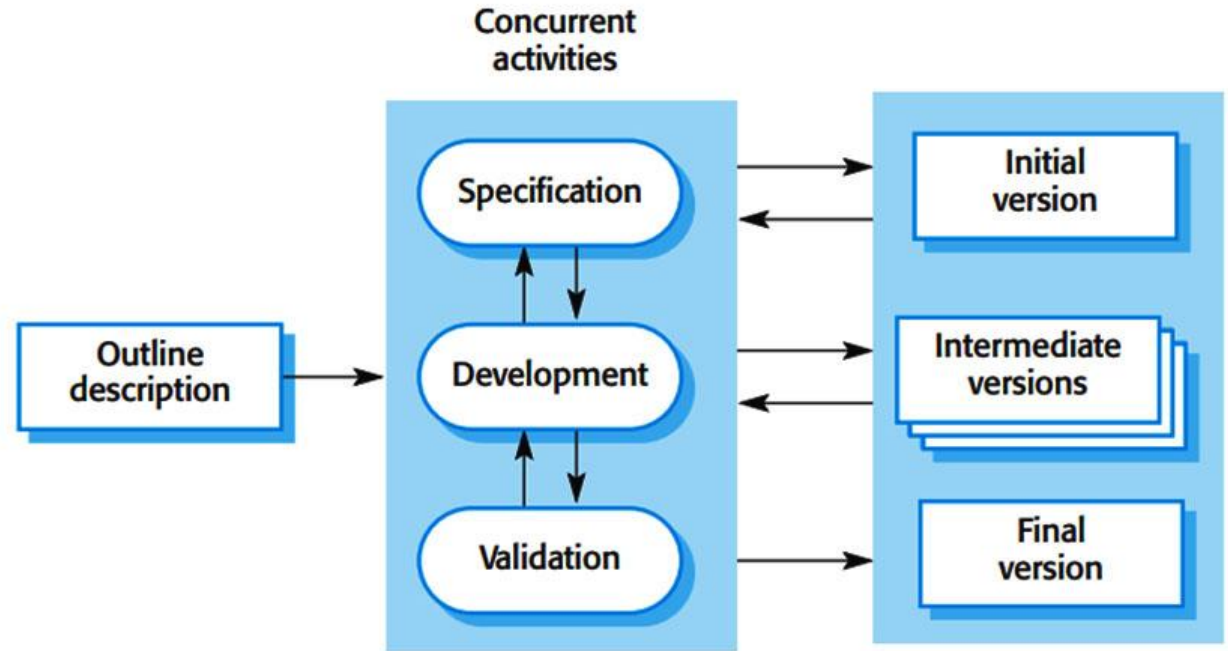 Concurrent
activities
Outline
description
Specification
Development
Validation
Initial
version
Intermediate
versions
Final
version